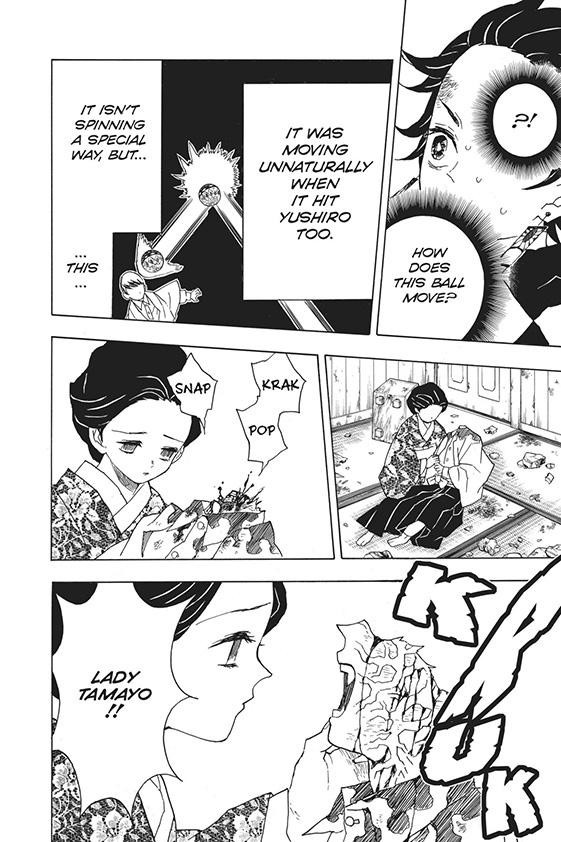 ?!
HOW
DOES
THIS BALL
MOVE?
IT WAS
MOVING
UNNATURALLY
WHEN
IT HIT
YUSHIRO
TOO.
IT ISN'T
SPINNING
A SPECIAL
WAY, BUT...
...
THIS
...
KRAK
POP
SNAP
LADY
TAMAYO
!!
K
Y
U
K